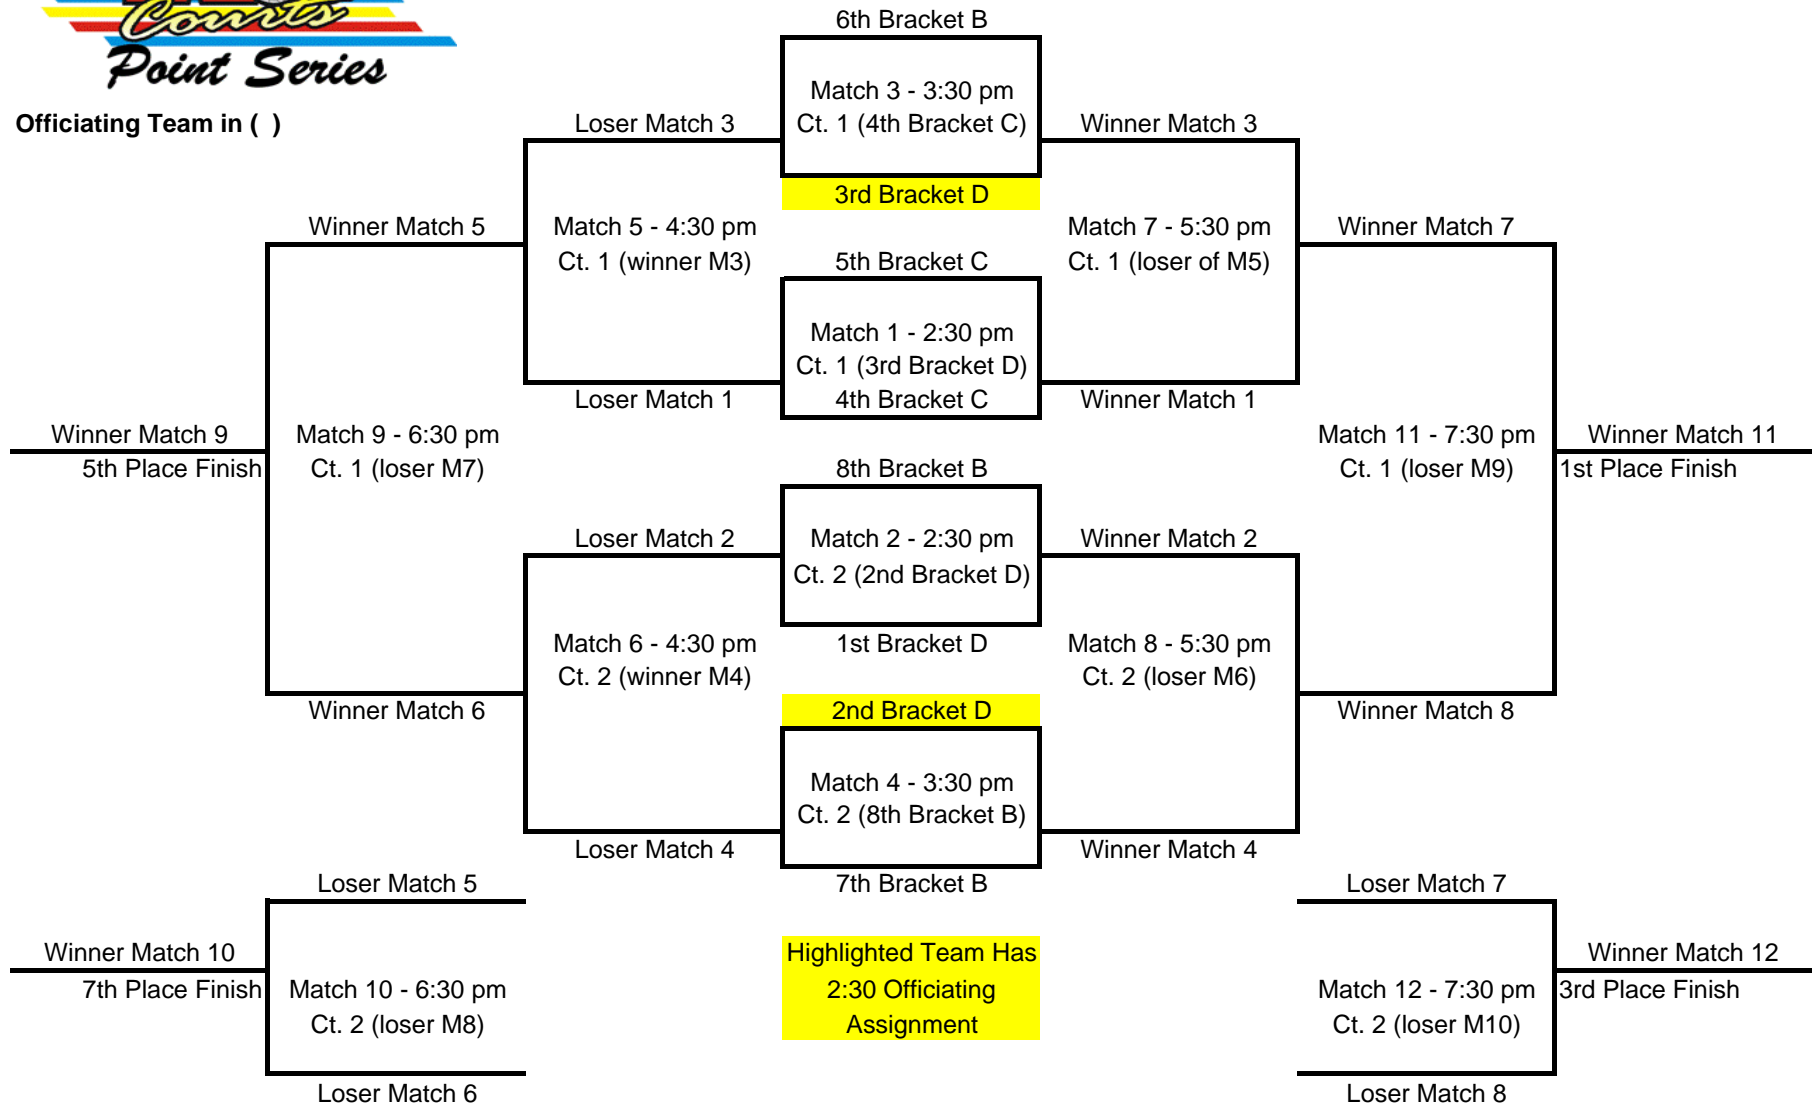 Courts
Point Series
Officiating Team in (  )
6th Bracket B
Match 3 - 3:30 pm
Ct. 1 (4th Bracket C)
Loser Match 3
Winner Match 3
3rd Bracket D
Winner Match 5
Match 5 - 4:30 pm
Ct. 1 (winner M3)
Match 7 - 5:30 pm
Ct. 1 (loser of M5)
Winner Match 7
5th Bracket C
Match 1 - 2:30 pm
Ct. 1 (3rd Bracket D)
4th Bracket C
Loser Match 1
Winner Match 1
Winner Match 9
5th Place Finish
Match 9 - 6:30 pm
Ct. 1 (loser M7)
Match 11 - 7:30 pm
Ct. 1 (loser M9)
Winner Match 11
1st Place Finish
8th Bracket B
Loser Match 2
Match 2 - 2:30 pm
Ct. 2 (2nd Bracket D)
Winner Match 2
1st Bracket D
Match 6 - 4:30 pm
Ct. 2 (winner M4)
Match 8 - 5:30 pm
Ct. 2 (loser M6)
Winner Match 6
2nd Bracket D
Winner Match 8
Match 4 - 3:30 pm
Ct. 2 (8th Bracket B)
Loser Match 4
Winner Match 4
7th Bracket B
Loser Match 5
Loser Match 7
Winner Match 10
7th Place Finish
Match 10 - 6:30 pm
Ct. 2 (loser M8)
Highlighted Team Has
2:30 Officiating
Assignment
Match 12 - 7:30 pm
Ct. 2 (loser M10)
Winner Match 12
3rd Place Finish
Loser Match 6
Loser Match 8